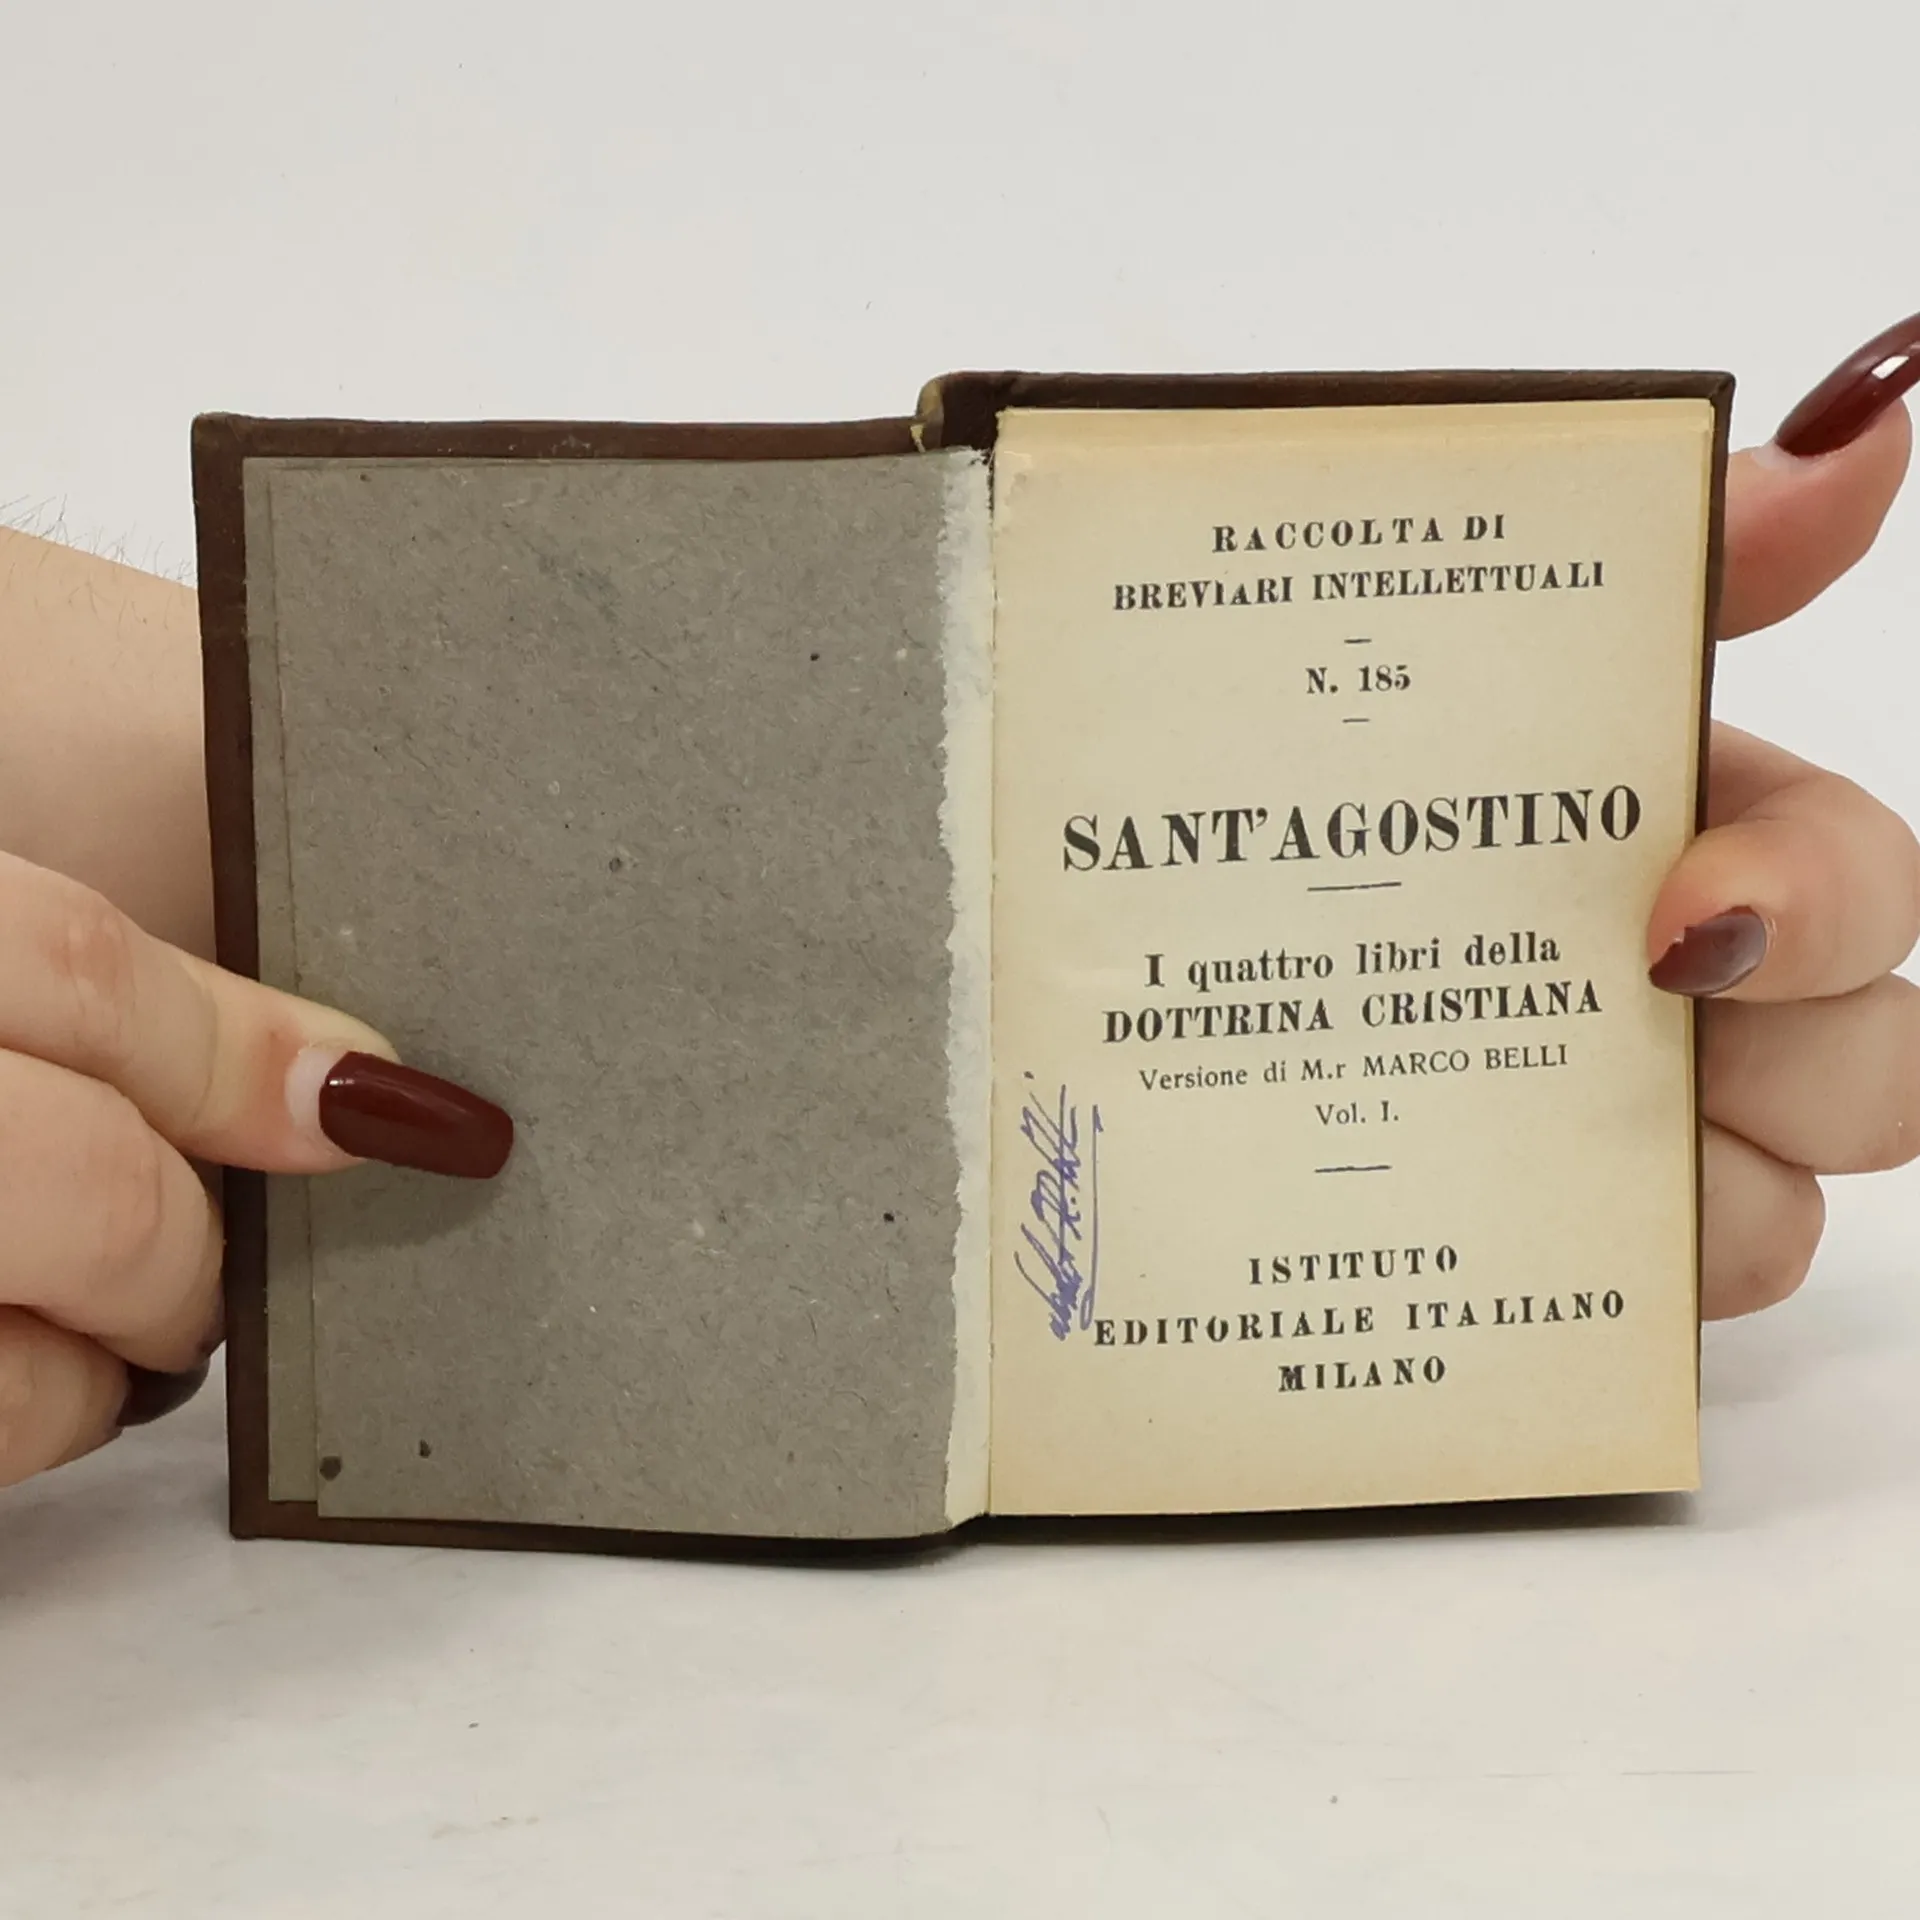 RACCOLTA DI
BREVIARI INTELLETTUALI
N. 185
SANT'AGOSTINO
I quattro libri della
DOTTRINA CRISTIANA
Versione di M.r MARCO BELLI
Vol. I.
ISTITUTO
EDITORIALE ITALIANO
MILANO